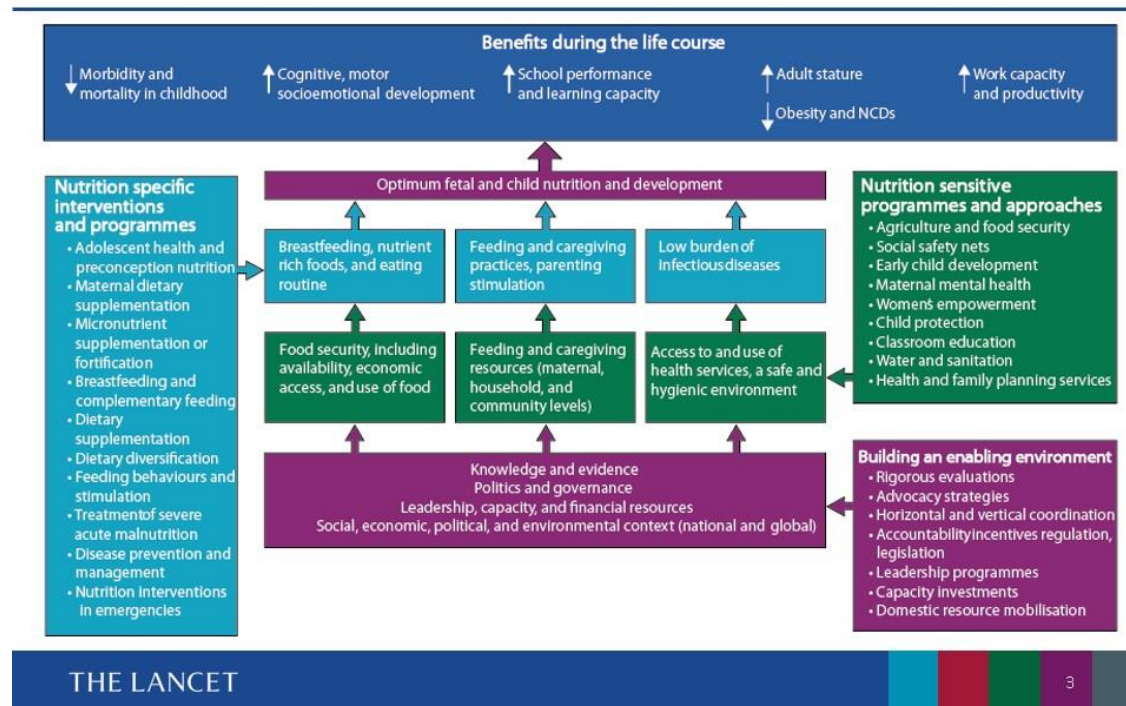 Benefits during the life course
Morbidity and
mortality in childhood
Cognitive, motor
socioemotional development
School performance
and learning capacity
Adult stature
Obesity and NCDs
Work capacity
and productivity
Nutrition specific
interventions
and programmes
• Adolescent health and
preconception nutrition
• Maternal dietary
supplementation
• Micronutrient
supplementation or
fortification
• Breastfeeding and
complementary feeding
• Dietary
supplementation
• Dietary diversification
• Feeding behaviours and
stimulation
• Treatmentof severe
acute malnutrition
• Disease prevention and
management
• Nutrition interventions
in emergencies
Optimum fetal and child nutrition and development
Breastfeeding, nutrient
rich foods, and eating
routine
Feeding and caregiving
practices, parenting
stimulation
Low burden of
infectious diseases
Food security, including
availability, economic
access, and use of food
Feeding and caregiving
resources (maternal,
household, and
community levels)
Access to and use of
health services, a safe and
hygienic environment
Knowledge and evidence
Politics and governance
Leadership, capacity, and financial resources
Social, economic, political, and environmental context (national and global)
Nutrition sensitive
programmes and approaches
• Agriculture and food security
• Social safety nets
• Early child development
• Maternal mental health
• Women's empowerment
• Child protection
• Classroom education
• Water and sanitation
• Health and family planning services
Building an enabling environment
• Rigorous evaluations
• Advocacy strategies
• Horizontal and vertical coordination
• Accountability incentives regulation,
legislation
• Leadership programmes
• Capacity investments
• Domestic resource mobilisation
THE LANCET
3